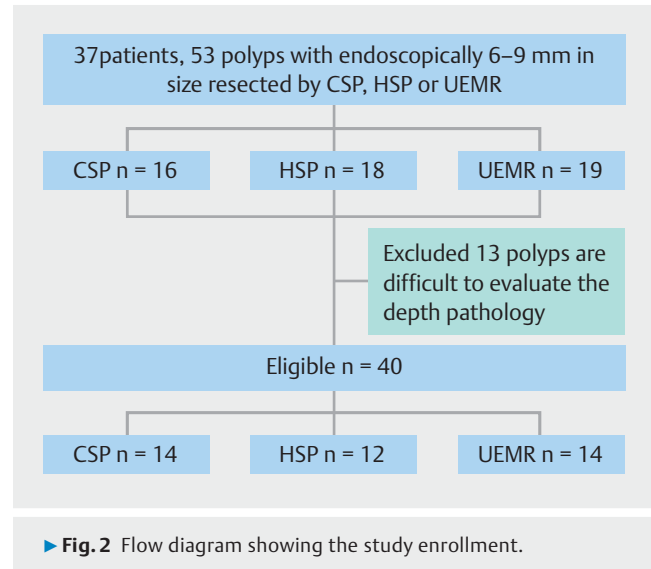 37patients, 53 polyps with endoscopically 6–9 mm in
size resected by CSP, HSP or UEMR
CSP n = 16
HSP n = 18
UEMR n = 19
Excluded 13 polyps are
difficult to evaluate the
depth pathology
Eligible n = 40
CSP n = 14
HSP n = 12
UEMR n = 14
▶ Fig. 2 Flow diagram showing the study enrollment.